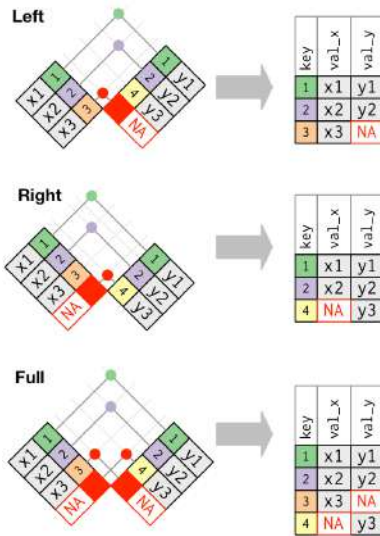 Left
x1 1
x2 2
x3 3
1 y1
2 y2
4 y3
NA
key val_x val_y
1 x1 y1
2 x2 y2
3 x3 NA
Right
x1 1
x2 2
x3 3
NA
1 y1
2 y2
4 y3
key val_x val_y
1 x1 y1
2 x2 y2
4 NA y3
Full
x1 1
x2 2
x3 3
NA
1 y1
2 y2
4 y3
NA
key val_x val_y
1 x1 y1
2 x2 y2
3 x3 NA
4 NA y3